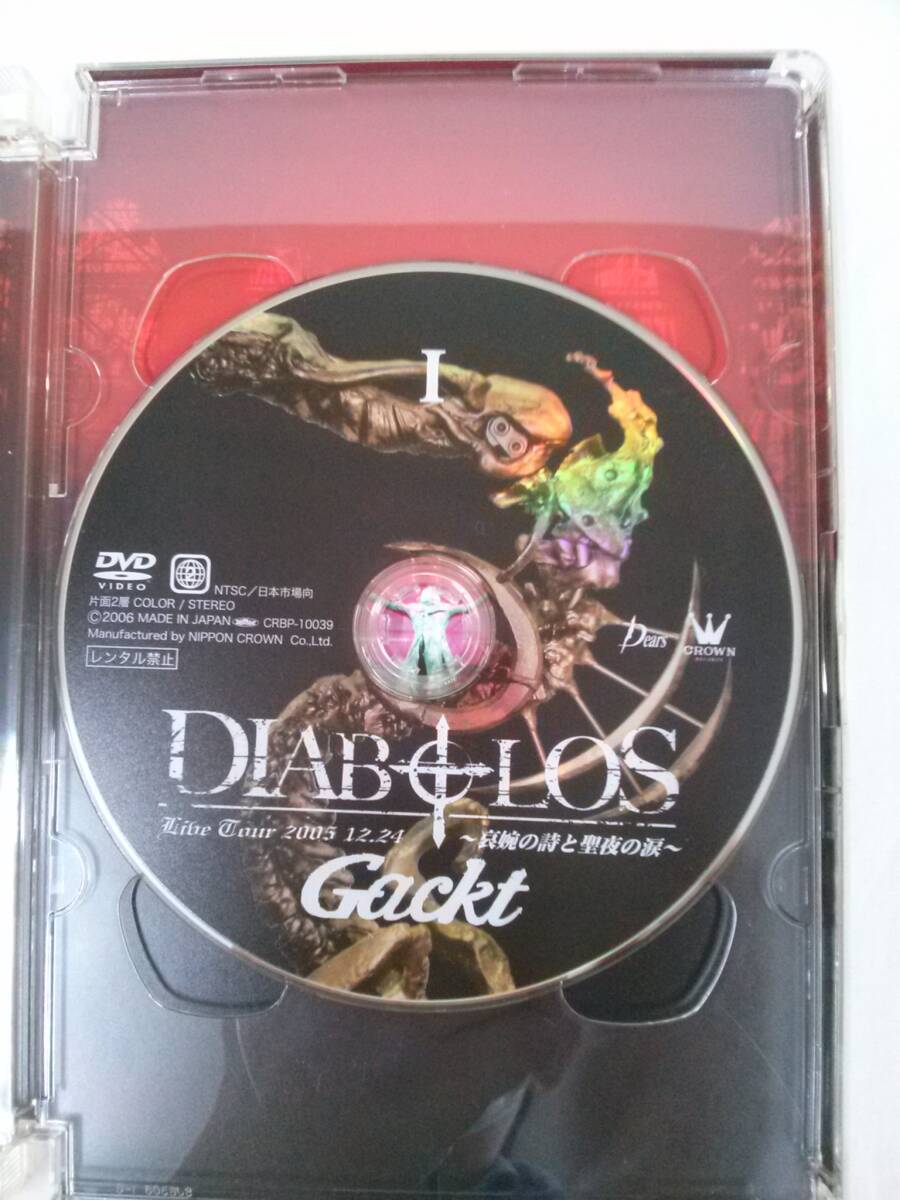 I
DVD
VIDEO
2
NTSC／日本市場向
片面2層 COLOR / STEREO
Ⓒ2006 MADE IN JAPAN CRBP-10039
Manufactured by NIPPON CROWN Co.,Ltd.
レンタル禁止
Dears
CROWN
DIABOLOS
Live Tour 2005 12.24 ～哀婉の詩と聖夜の涙～
Gackt